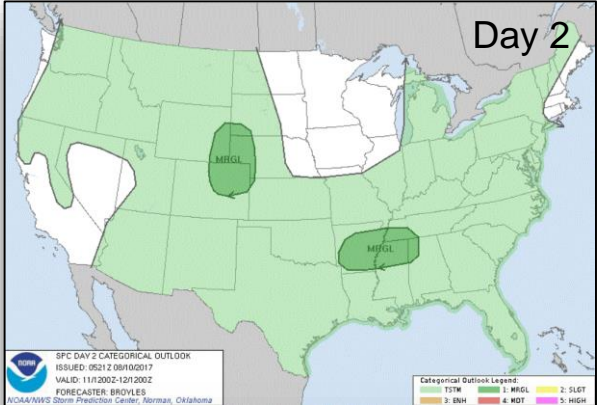 Day 2
MRGL
MRGL
NOAA
SPC DAY 2 CATEGORICAL OUTLOOK
ISSUED: 0521Z 08/10/2017
VALID: 11/1200Z-12/1200Z
FORECASTER: BROYLES
NOAA/NWS Storm Prediction Center, Norman, Oklahoma
Categorical Outlook Legend:
TSTM 1: MRGL 2: SLGT
3: ENH 4: MDT 5: HIGH